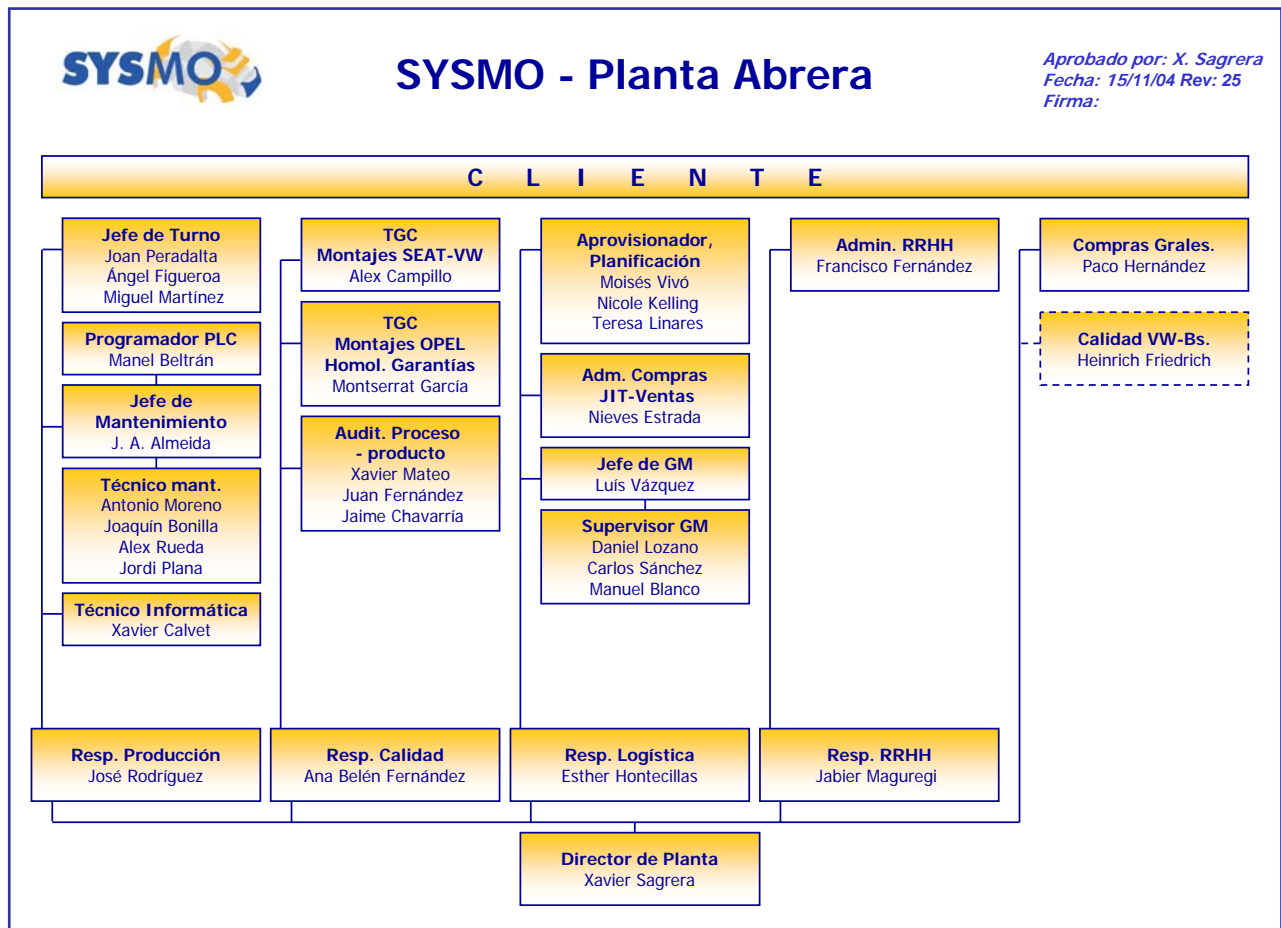 SYSMO
SYSMO - Planta Abrera
Aprobado por: X. Sagrera
Fecha: 15/11/04 Rev: 25
Firma:
C L I E N T E
Jefe de Turno
Joan Peradalta
Ángel Figueroa
Miguel Martínez
Programador PLC
Manel Beltrán
Jefe de
Mantenimiento
J. A. Almeida
Técnico mant.
Antonio Moreno
Joaquín Bonilla
Alex Rueda
Jordi Plana
Técnico Informática
Xavier Calvet
TGC
Montajes SEAT-VW
Alex Campillo
TGC
Montajes OPEL
Homol. Garantías
Montserrat García
Audit. Proceso
- producto
Xavier Mateo
Juan Fernández
Jaime Chavarría
Aprovisionador,
Planificación
Moisés Vivó
Nicole Kelling
Teresa Linares
Adm. Compras
JIT-Ventas
Nieves Estrada
Jefe de GM
Luís Vázquez
Supervisor GM
Daniel Lozano
Carlos Sánchez
Manuel Blanco
Admin. RRHH
Francisco Fernández
Compras Grales.
Paco Hernández
Calidad VW-Bs.
Heinrich Friedrich
Resp. Producción
José Rodríguez
Resp. Calidad
Ana Belén Fernández
Resp. Logística
Esther Hontecillas
Resp. RRHH
Jabier Maguregi
Director de Planta
Xavier Sagrera